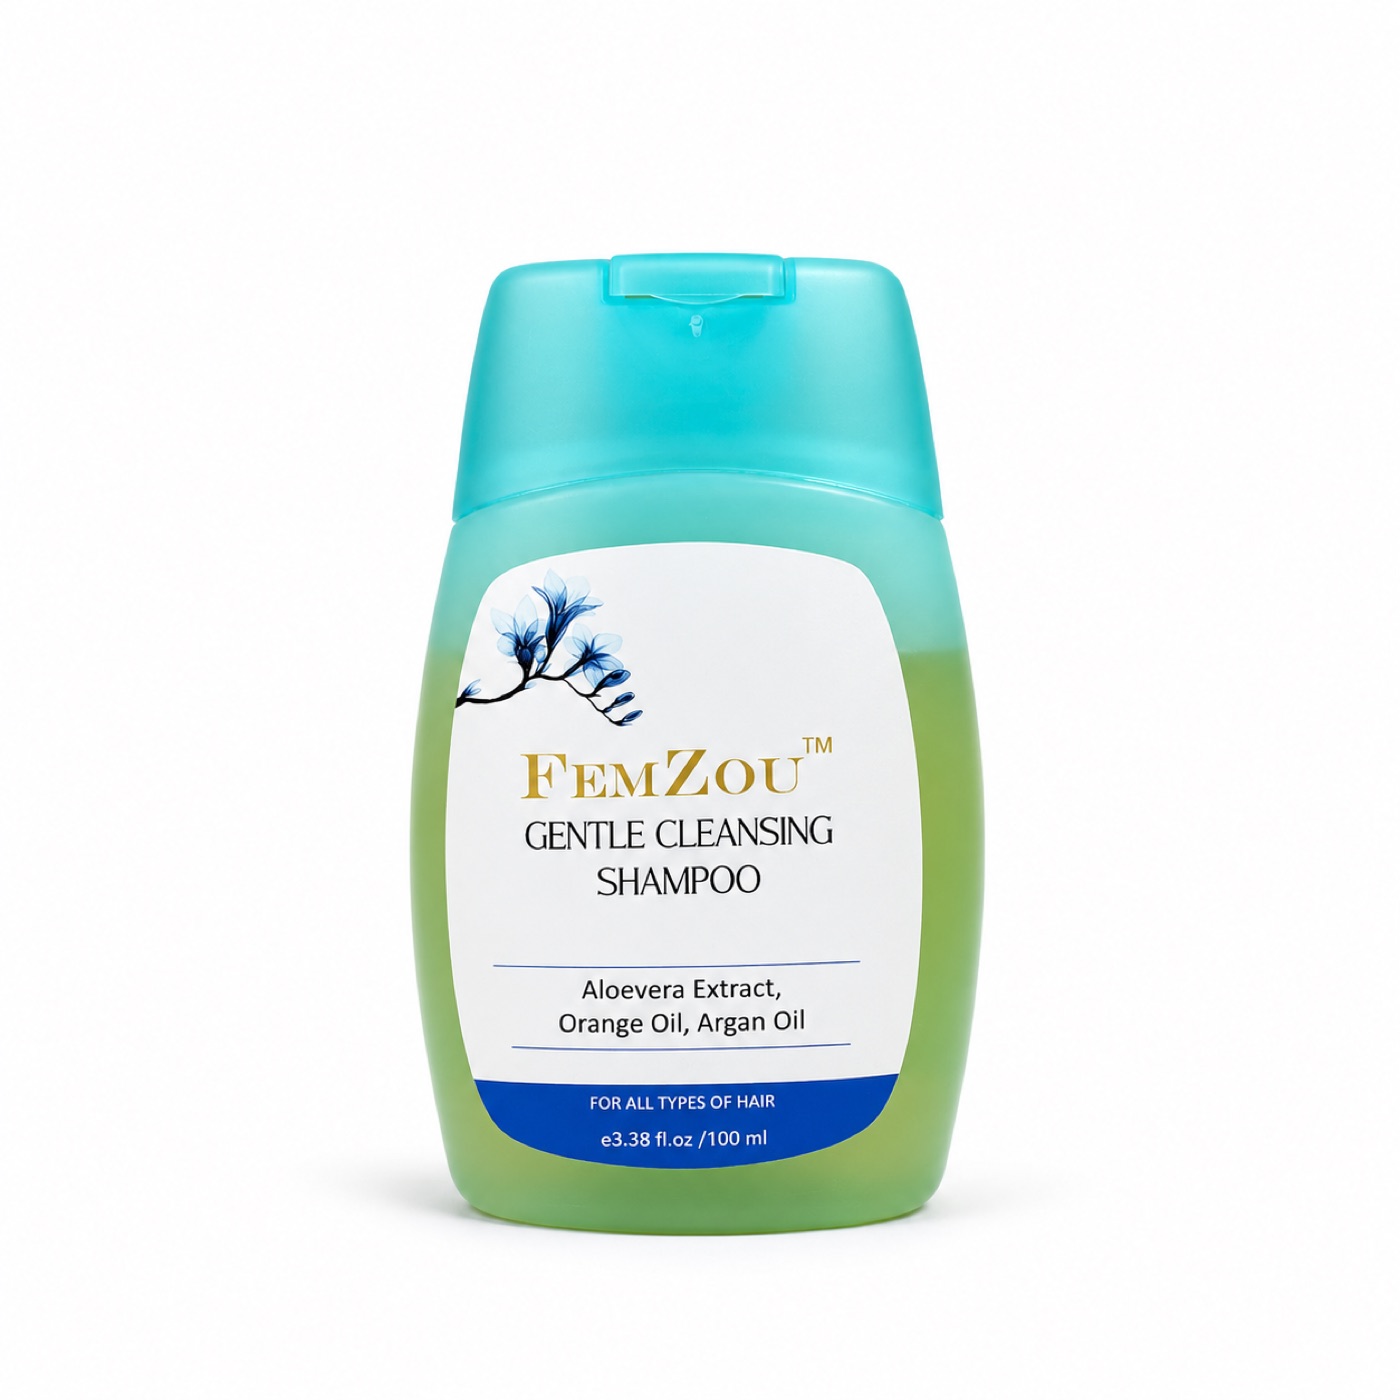 FEMZOU™
GENTLE CLEANSING
SHAMPOO
Aloevera Extract,
Orange Oil, Argan Oil
FOR ALL TYPES OF HAIR
e3.38 fl.oz /100 ml